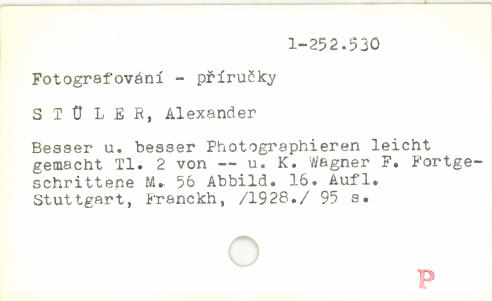 1-252.530
Fotografování - příručky
S T Ü L E R, Alexander
Besser u. besser Photographieren leicht
gemacht Tl. 2 von -- u. K. Wagner F. Fortge-
schrittene M. 56 Abbild. 16. Aufl.
Stuttgart, Franckh, /1928./ 95 s.
P